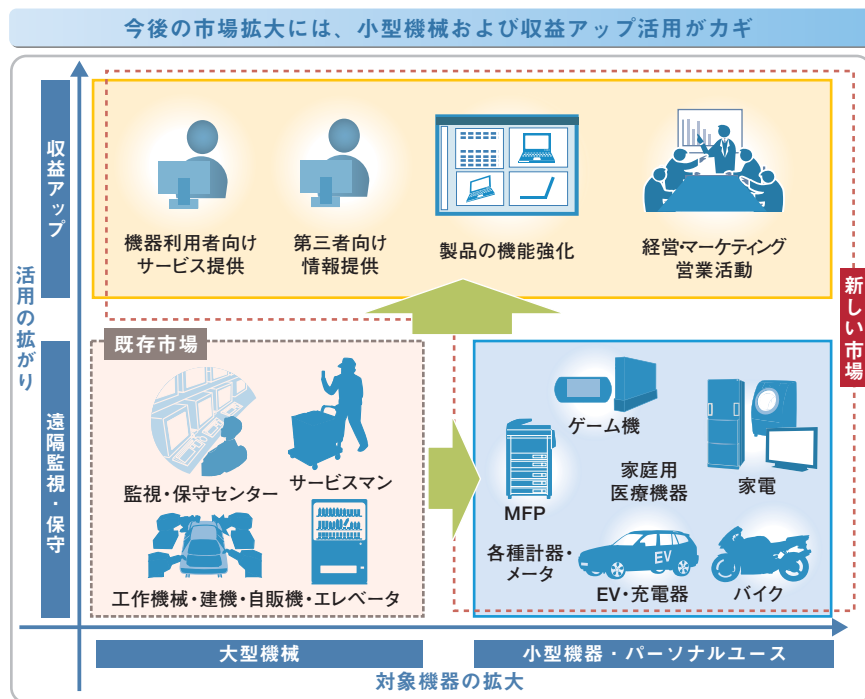 今後の市場拡大には、小型機械および収益アップ活用がカギ
収益アップ
機器利用者向け
サービス提供
第三者向け
情報提供
製品の機能強化
経営・マーケティング
営業活動
活用の拡がり
新しい市場
既存市場
遠隔監視・保守
監視・保守センター
サービスマン
工作機械・建機・自販機・エレベータ
ゲーム機
MFP
家庭用
医療機器
家電
各種計器・
メータ
EV
EV・充電器
バイク
大型機械
小型機器・パーソナルユース
対象機器の拡大